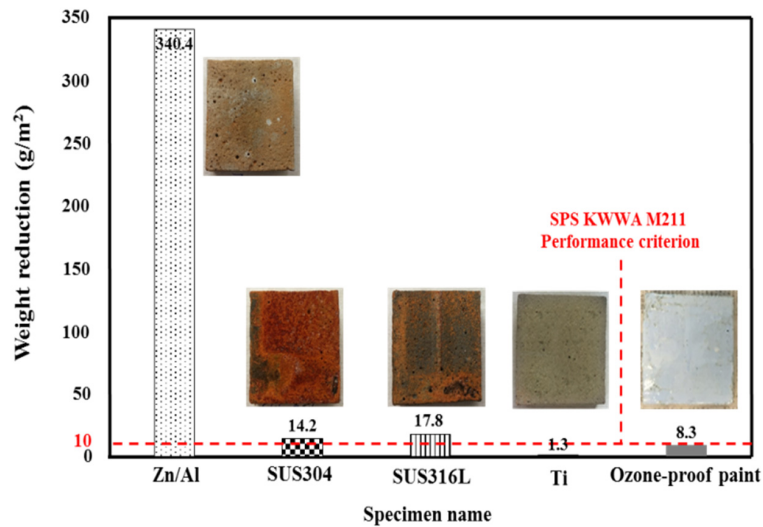 Weight reduction (g/m²)
350
300
250
200
150
100
50
10
0
340.4
14.2
17.8
1.3
8.3
SPS KWWA M211
Performance criterion
Zn/Al
SUS304
SUS316L
Ti
Ozone-proof paint
Specimen name